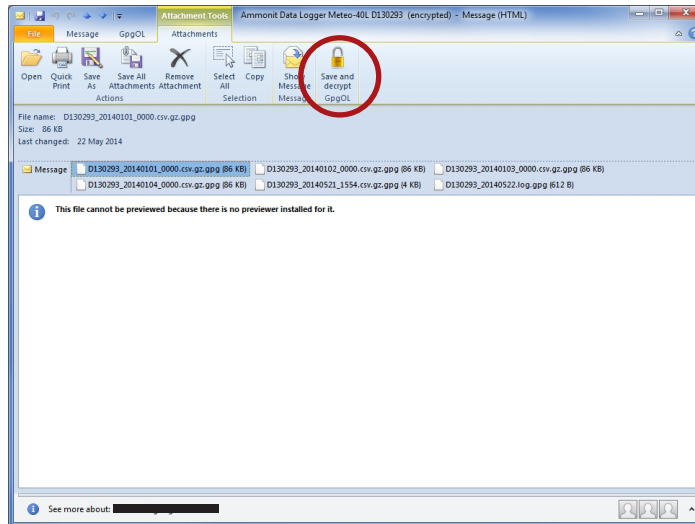 Attachment Tools Ammonit Data Logger Meteo-40L D130293 (encrypted) - Message (HTML)
File Message GpgOL Attachments
Open Quick Print Save As Save All Attachments Remove Attachment Select All Copy Show Message Save and decrypt
Actions Selection Message GpgOL
File name: D130293_20140101_0000.csv.gz.gpg
Size: 86 KB
Last changed: 22 May 2014
Message D130293_20140101_0000.csv.gz.gpg (86 KB) D130293_20140102_0000.csv.gz.gpg (86 KB) D130293_20140103_0000.csv.gz.gpg (86 KB)
D130293_20140104_0000.csv.gz.gpg (86 KB) D130293_20140521_1554.csv.gz.gpg (4 KB) D130293_20140522.log.gpg (612 B)
This file cannot be previewed because there is no previewer installed for it.
See more about: